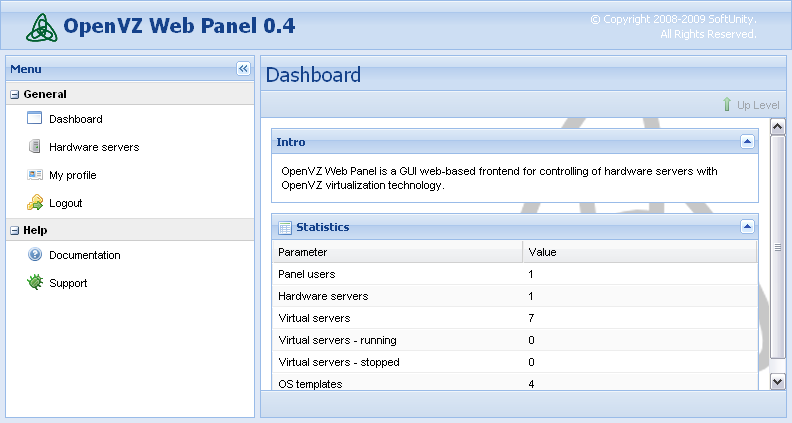 OpenVZ Web Panel 0.4
© Copyright 2008-2009 SoftUnity.
All Rights Reserved.
Menu
General
Dashboard
Hardware servers
My profile
Logout
Help
Documentation
Support
Dashboard
Up Level
Intro
OpenVZ Web Panel is a GUI web-based frontend for controlling of hardware servers with
OpenVZ virtualization technology.
Statistics
Parameter Value
Panel users 1
Hardware servers 1
Virtual servers 7
Virtual servers - running 0
Virtual servers - stopped 0
OS templates 4